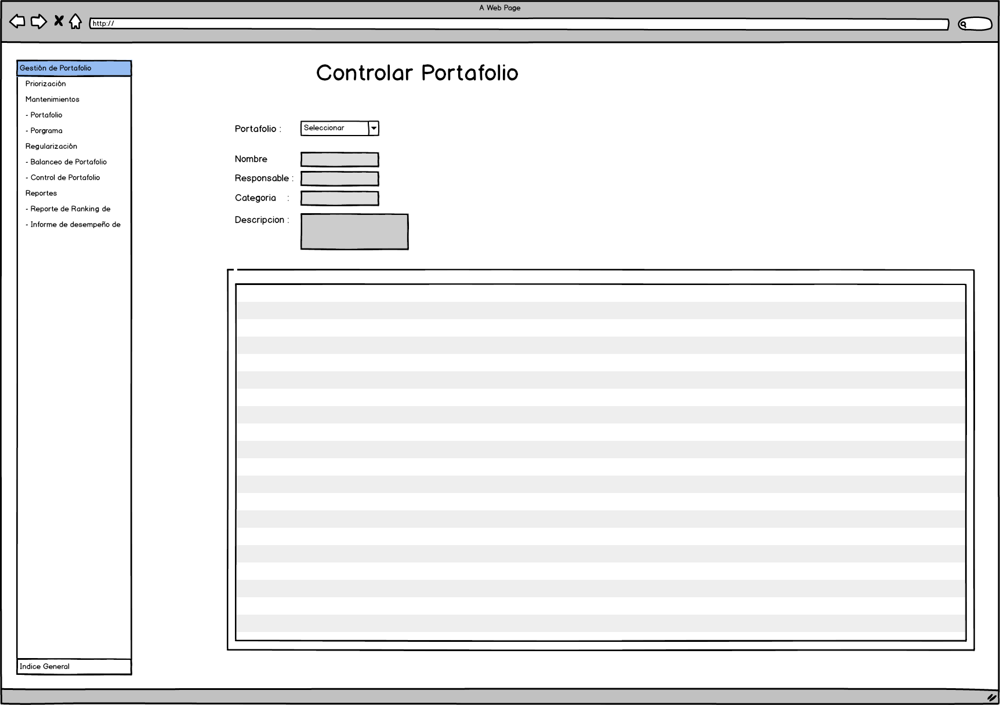 A Web Page
http://
Gestión de Portafolio
Priorización
Mantenimientos
- Portafolio
- Porgrama
Regularización
- Balanceo de Portafolio
- Control de Portafolio
Reportes
- Reporte de Ranking de
- Informe de desempeño de
Indice General
Controlar Portafolio
Portafolio : Seleccionar
Nombre
Responsable :
Categoria :
Descripcion :